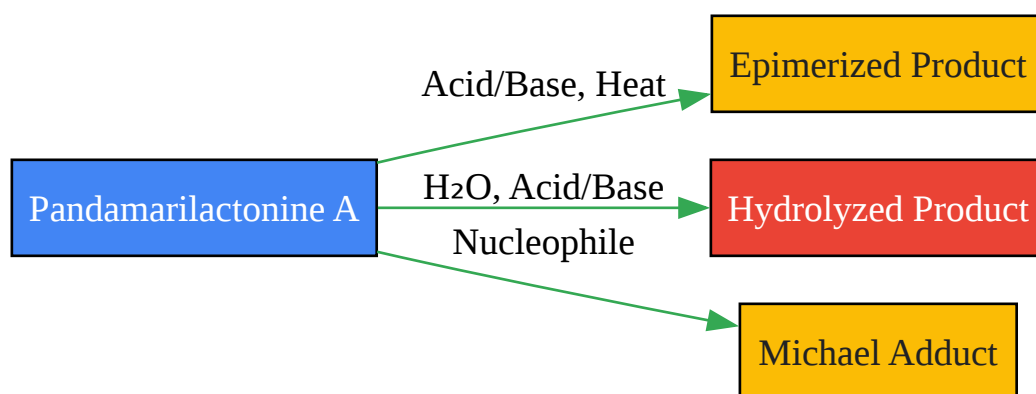 Epimerized Product
Acid/Base, Heat
Pandamarilactonine A
H₂O, Acid/Base
Hydrolyzed Product
Nucleophile
Michael Adduct